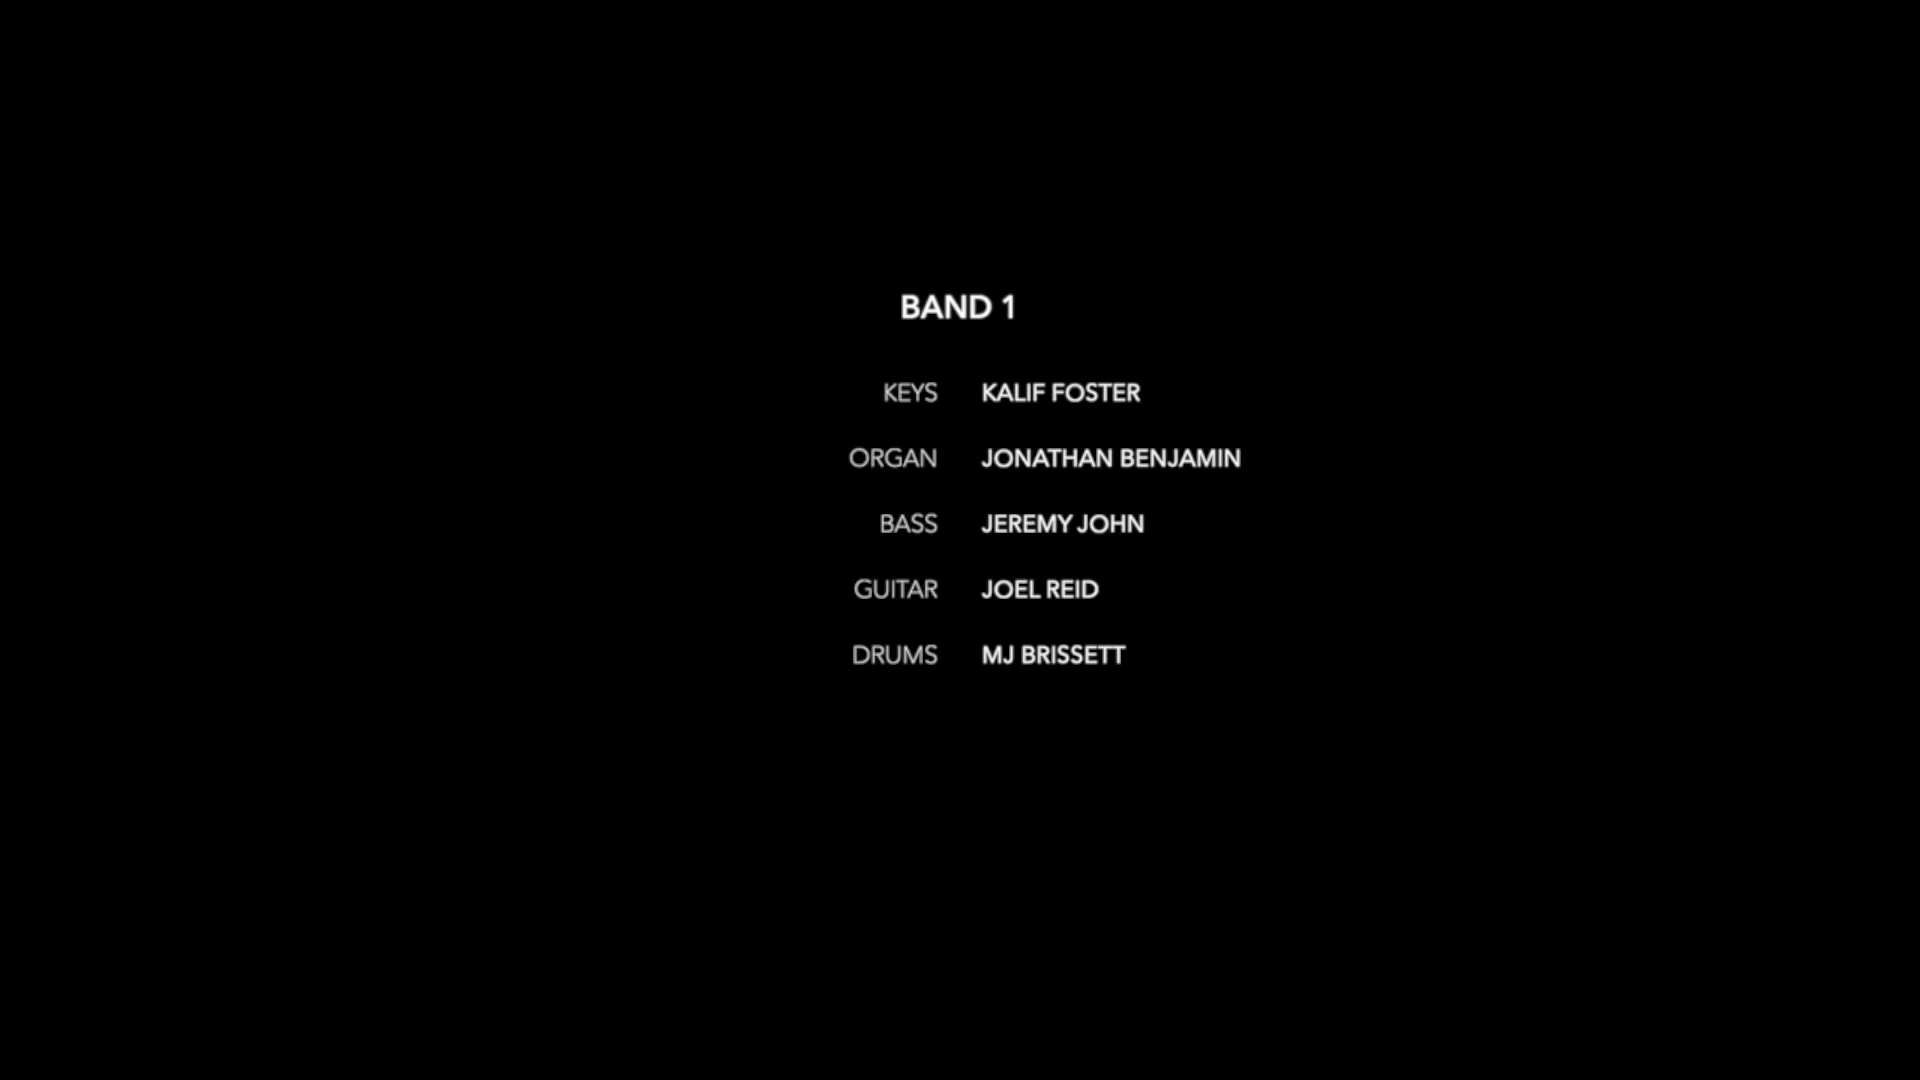 BAND 1
KEYS KALIF FOSTER
ORGAN JONATHAN BENJAMIN
BASS JEREMY JOHN
GUITAR JOEL REID
DRUMS MJ BRISSETT